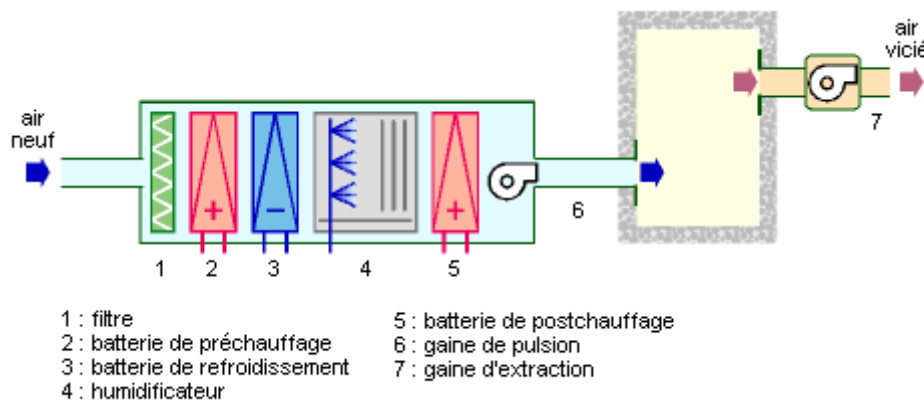 air
neuf
air
vicié
+
−
+
1
2
3
4
5
6
7
1 : filtre
2 : batterie de préchauffage
3 : batterie de refroidissement
4 : humidificateur
5 : batterie de postchauffage
6 : gaine de pulsion
7 : gaine d'extraction